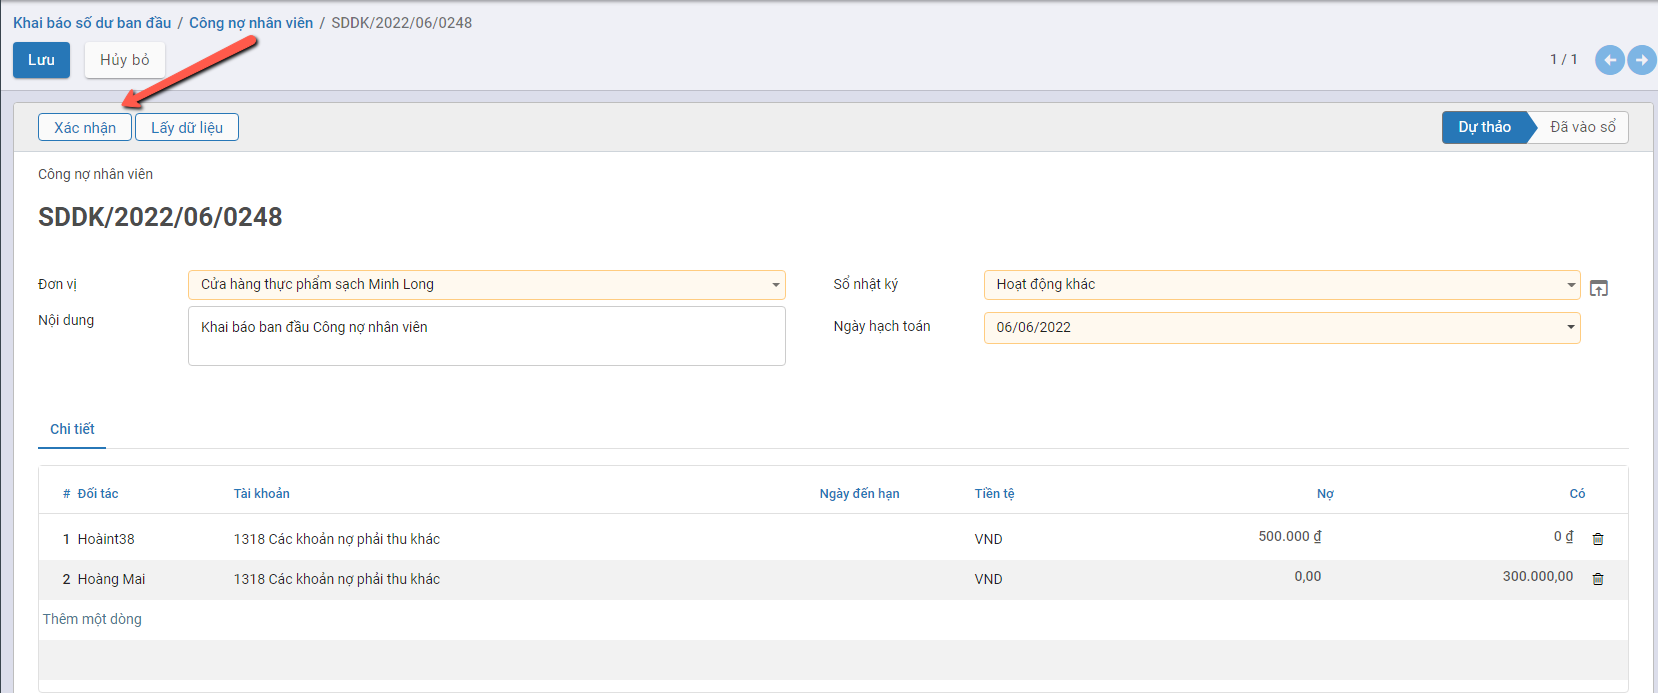 Khai báo số dư ban đầu / Công nợ nhân viên / SDDK/2022/06/0248
Lưu Hủy bỏ 1 / 1
Xác nhận Lấy dữ liệu Dự thảo Đã vào sổ
Công nợ nhân viên
SDDK/2022/06/0248
Đơn vị Cửa hàng thực phẩm sạch Minh Long Sổ nhật ký Hoạt động khác
Nội dung Khai báo ban đầu Công nợ nhân viên Ngày hạch toán 06/06/2022
Chi tiết
# Đối tác Tài khoản Ngày đến hạn Tiền tệ Nợ Có
1 Hoàint38 1318 Các khoản nợ phải thu khác VND 500.000 ₫ 0 ₫
2 Hoàng Mai 1318 Các khoản nợ phải thu khác VND 0,00 300.000,00
Thêm một dòng